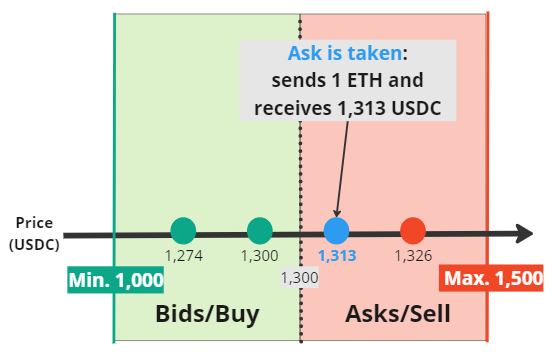 Ask is taken:
sends 1 ETH and
receives 1,313 USDC
Price
(USDC)
1,274
1,300
1,313
1,326
Min. 1,000
1,300
Max. 1,500
Bids/Buy
Asks/Sell